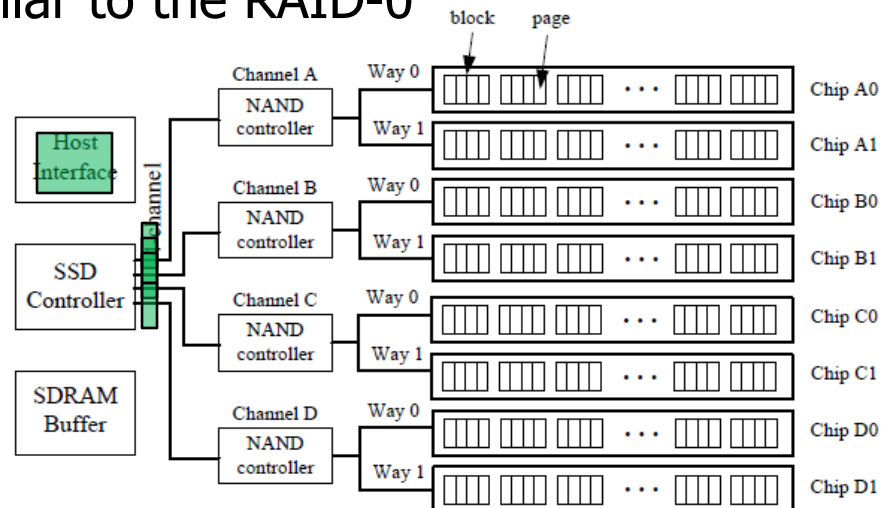 ilar to the RAID-0
block page
Channel A
NAND
controller
Way 0
Way 1
Chip A0
Chip A1
Host
Interface
channel
Channel B
NAND
controller
Way 0
Way 1
Chip B0
Chip B1
SSD
Controller
Channel C
NAND
controller
Way 0
Way 1
Chip C0
Chip C1
SDRAM
Buffer
Channel D
NAND
controller
Way 0
Way 1
Chip D0
Chip D1